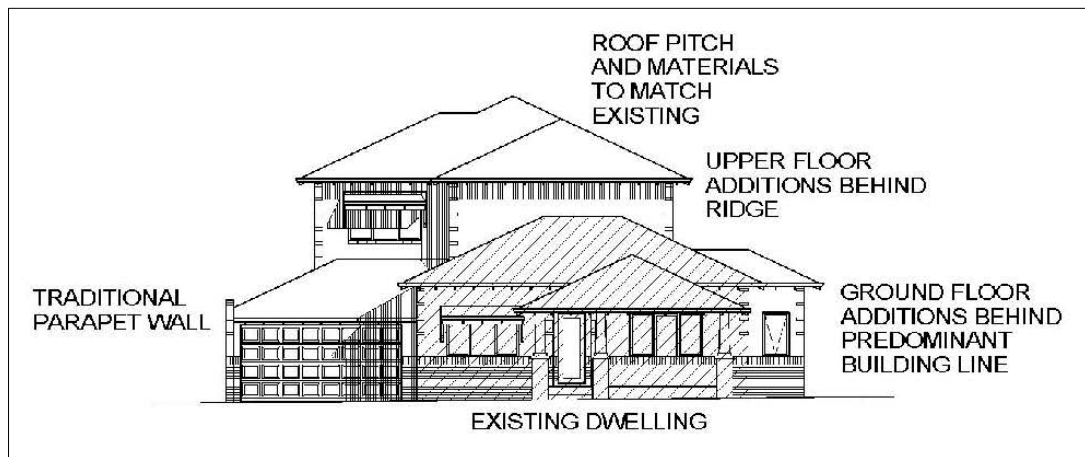 ROOF PITCH
AND MATERIALS
TO MATCH
EXISTING
UPPER FLOOR
ADDITIONS BEHIND
RIDGE
TRADITIONAL
PARAPET WALL
GROUND FLOOR
ADDITIONS BEHIND
PREDOMINANT
BUILDING LINE
EXISTING DWELLING